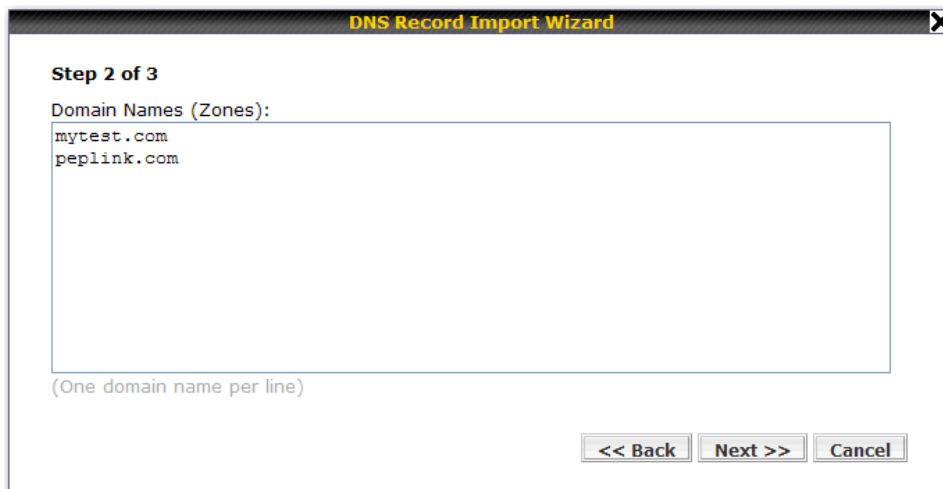 DNS Record Import Wizard
Step 2 of 3
Domain Names (Zones):
mytest.com
peplink.com
(One domain name per line)
<< Back Next >> Cancel